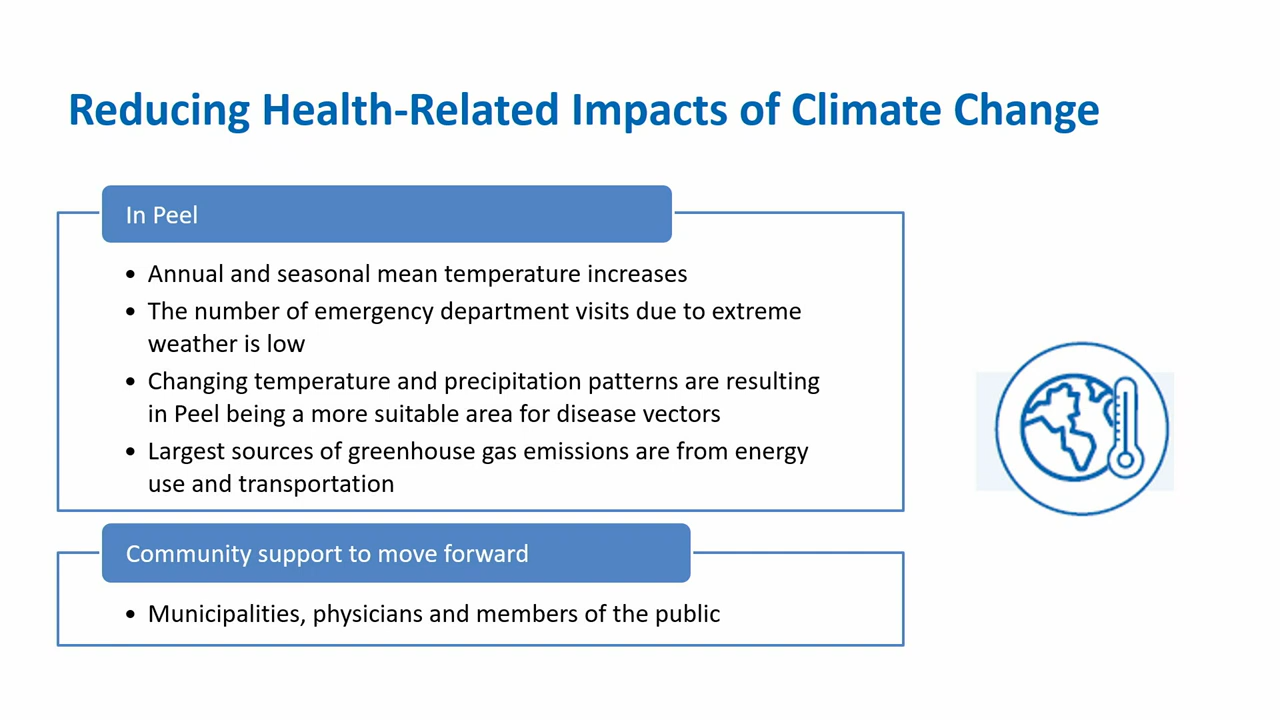 Reducing Health-Related Impacts of Climate Change
In Peel
• Annual and seasonal mean temperature increases
• The number of emergency department visits due to extreme
weather is low
• Changing temperature and precipitation patterns are resulting
in Peel being a more suitable area for disease vectors
• Largest sources of greenhouse gas emissions are from energy
use and transportation
Community support to move forward
• Municipalities, physicians and members of the public